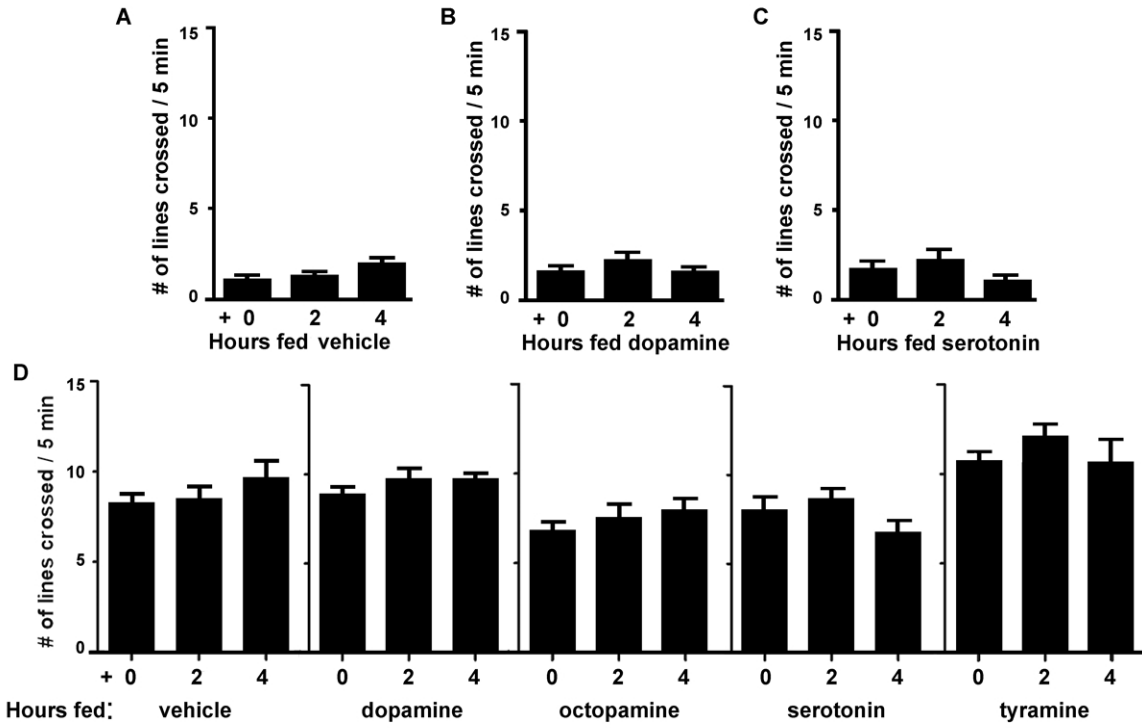 A
# of lines crossed / 5 min
15
10
5
0
+ 0 2 4
Hours fed vehicle
B
# of lines crossed / 5 min
15
10
5
0
+ 0 2 4
Hours fed dopamine
C
# of lines crossed / 5 min
15
10
5
0
+ 0 2 4
Hours fed serotonin
D
# of lines crossed / 5 min
15
10
5
0
+ 0 2 4 0 2 4 0 2 4 0 2 4 0 2 4
Hours fed: vehicle dopamine octopamine serotonin tyramine